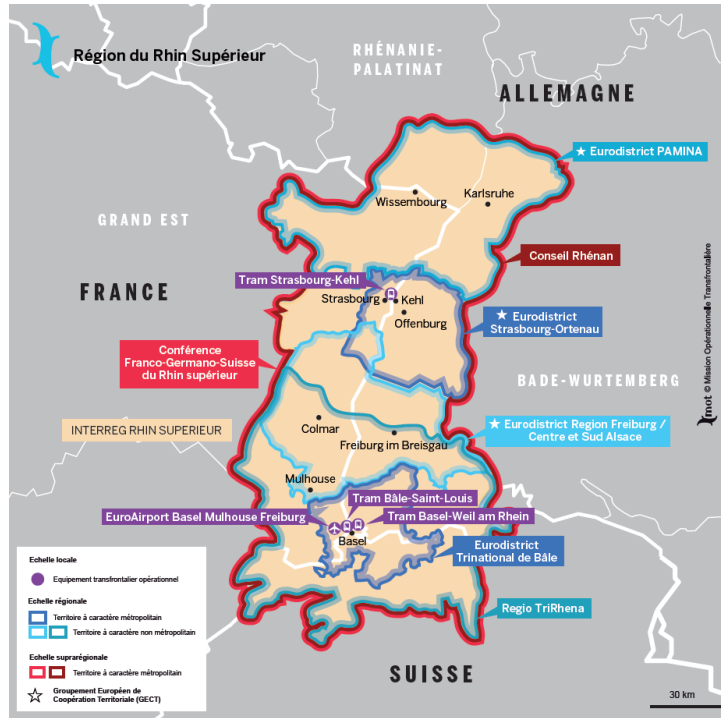 Région du Rhin Supérieur
RHÉNANIE-
PALATINAT
ALLEMAGNE
★ Eurodistrict PAMINA
Wissembourg
Karlsruhe
GRAND EST
Conseil Rhénan
FRANCE
Tram Strasbourg-Kehl
Strasbourg
Kehl
Offenburg
★ Eurodistrict
Strasbourg-Ortenau
Conférence
Franco-Germano-Suisse
du Rhin supérieur
BADE-WURTEMBERG
mot © Mission Opérationnelle Transfrontalière
INTERREG RHIN SUPERIEUR
Colmar
Freiburg im Breisgau
★ Eurodistrict Region Freiburg /
Centre et Sud Alsace
Mulhouse
Tram Bâle-Saint-Louis
EuroAirport Basel Mulhouse Freiburg
Tram Basel-Weil am Rhein
Basel
Eurodistrict
Trinational de Bâle
Regio TriRhena
SUISSE
Echelle locale
Equipement transfrontalier opérationnel
Echelle régionale
Territoire à caractère métropolitain
Territoire à caractère non métropolitain
Echelle suprarégionale
Territoire à caractère métropolitain
Groupement Européen de
Coopération Territoriale (GECT)
30 km